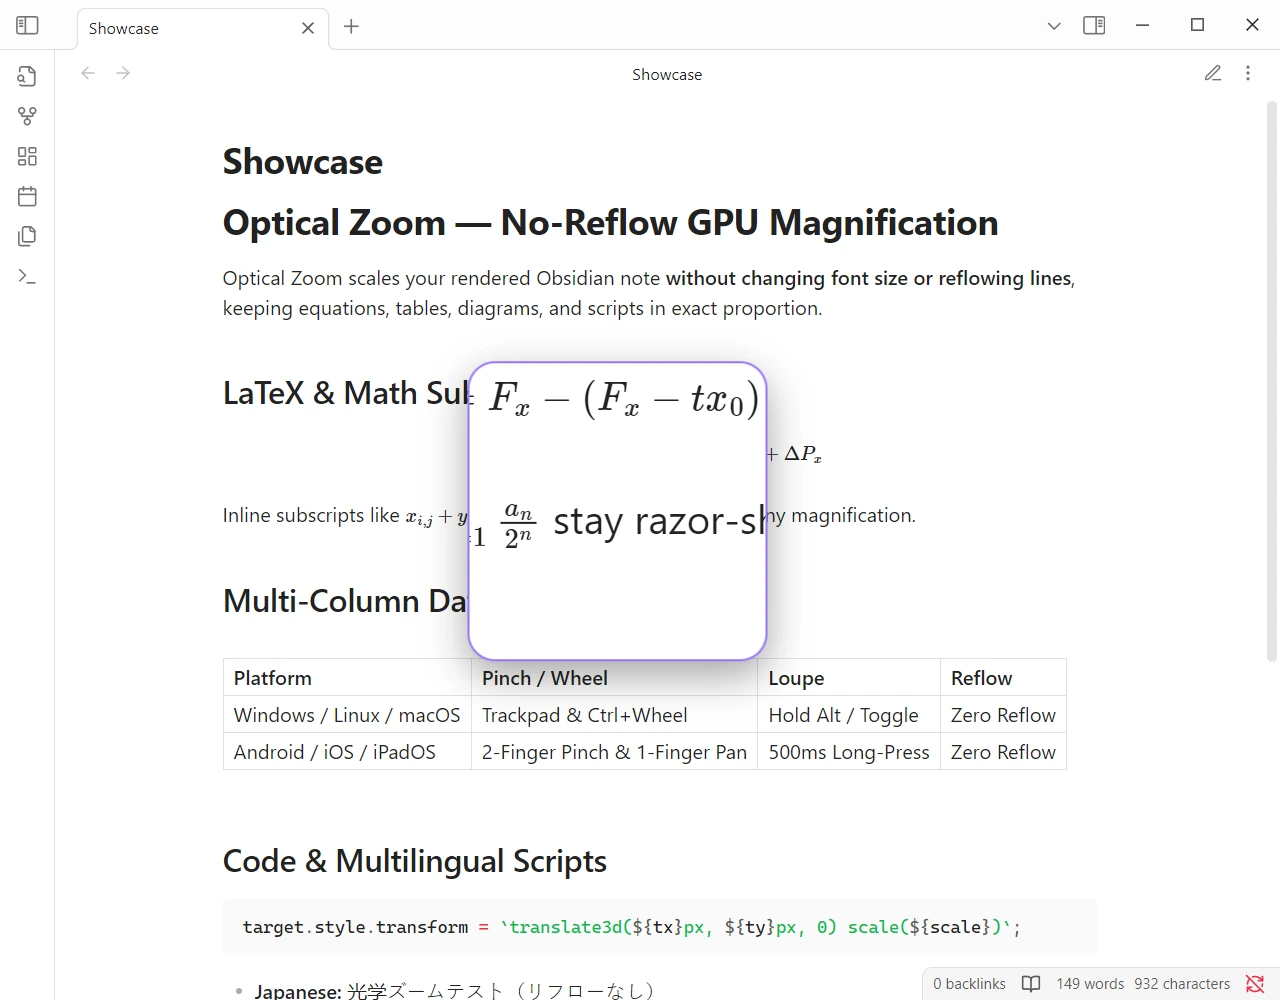 Showcase
Showcase
Showcase
Optical Zoom — No-Reflow GPU Magnification
Optical Zoom scales your rendered Obsidian note without changing font size or reflowing lines,
keeping equations, tables, diagrams, and scripts in exact proportion.
LaTeX & Math
F_x − (F_x − tx_0)
+ ΔP_x
Inline subscripts like x_{i,j} + y
a_n/2^n stay
magnification.
Multi-Column
Platform Pinch / Wheel Loupe Reflow
Windows / Linux / macOS Trackpad & Ctrl+Wheel Hold Alt / Toggle Zero Reflow
Android / iOS / iPadOS 2-Finger Pinch & 1-Finger Pan 500ms Long-Press Zero Reflow
Code & Multilingual Scripts
target.style.transform = `translate3d(${tx}px, ${ty}px, 0) scale(${scale})`;
Japanese: 光学ズームテスト（リフローなし）
0 backlinks 149 words 932 characters